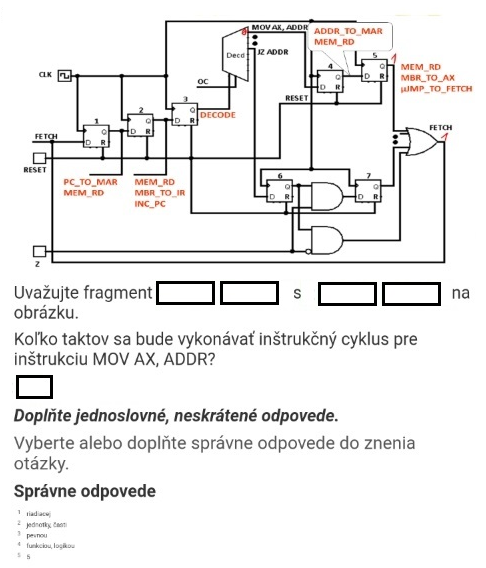 MOV AX, ADDR
ADDR_TO_MAR
MEM_RD
JZ ADDR
Decd
4
D Q
R
5
D Q
R
MEM_RD
MBR_TO_AX
µJMP_TO_FETCH
CLK
OC
RESET
3
D Q
R
DECODE
2
D Q
R
1
D Q
R
FETCH
FETCH
RESET
PC_TO_MAR
MEM_RD
MEM_RD
MBR_TO_IR
INC_PC
6
D Q
R
7
D Q
R
Z
Uvažujte fragment s na
obrázku.
Koľko taktov sa bude vykonávať inštrukčný cyklus pre
inštrukciu MOV AX, ADDR?
Doplňte jednoslovné, neskrátené odpovede.
Vyberte alebo doplňte správne odpovede do znenia
otázky.
Správne odpovede
1 riadiacej
2 jednotky, časti
3 pevnou
4 funkciou, logikou
5 5